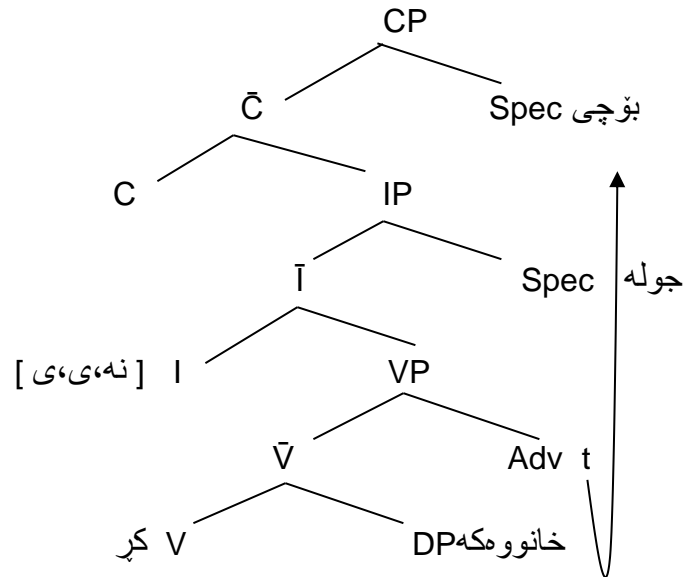 CP
C̄ Spec بۆچی
C IP
Ī Spec جوله
[ نه،ی،ی ] I VP
V̄ Adv t
کڕ V DP خانووەکە